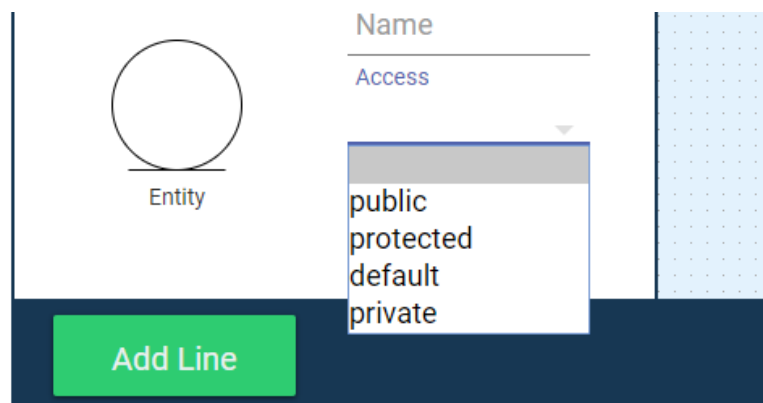 Name
Access
Entity
public
protected
default
private
Add Line